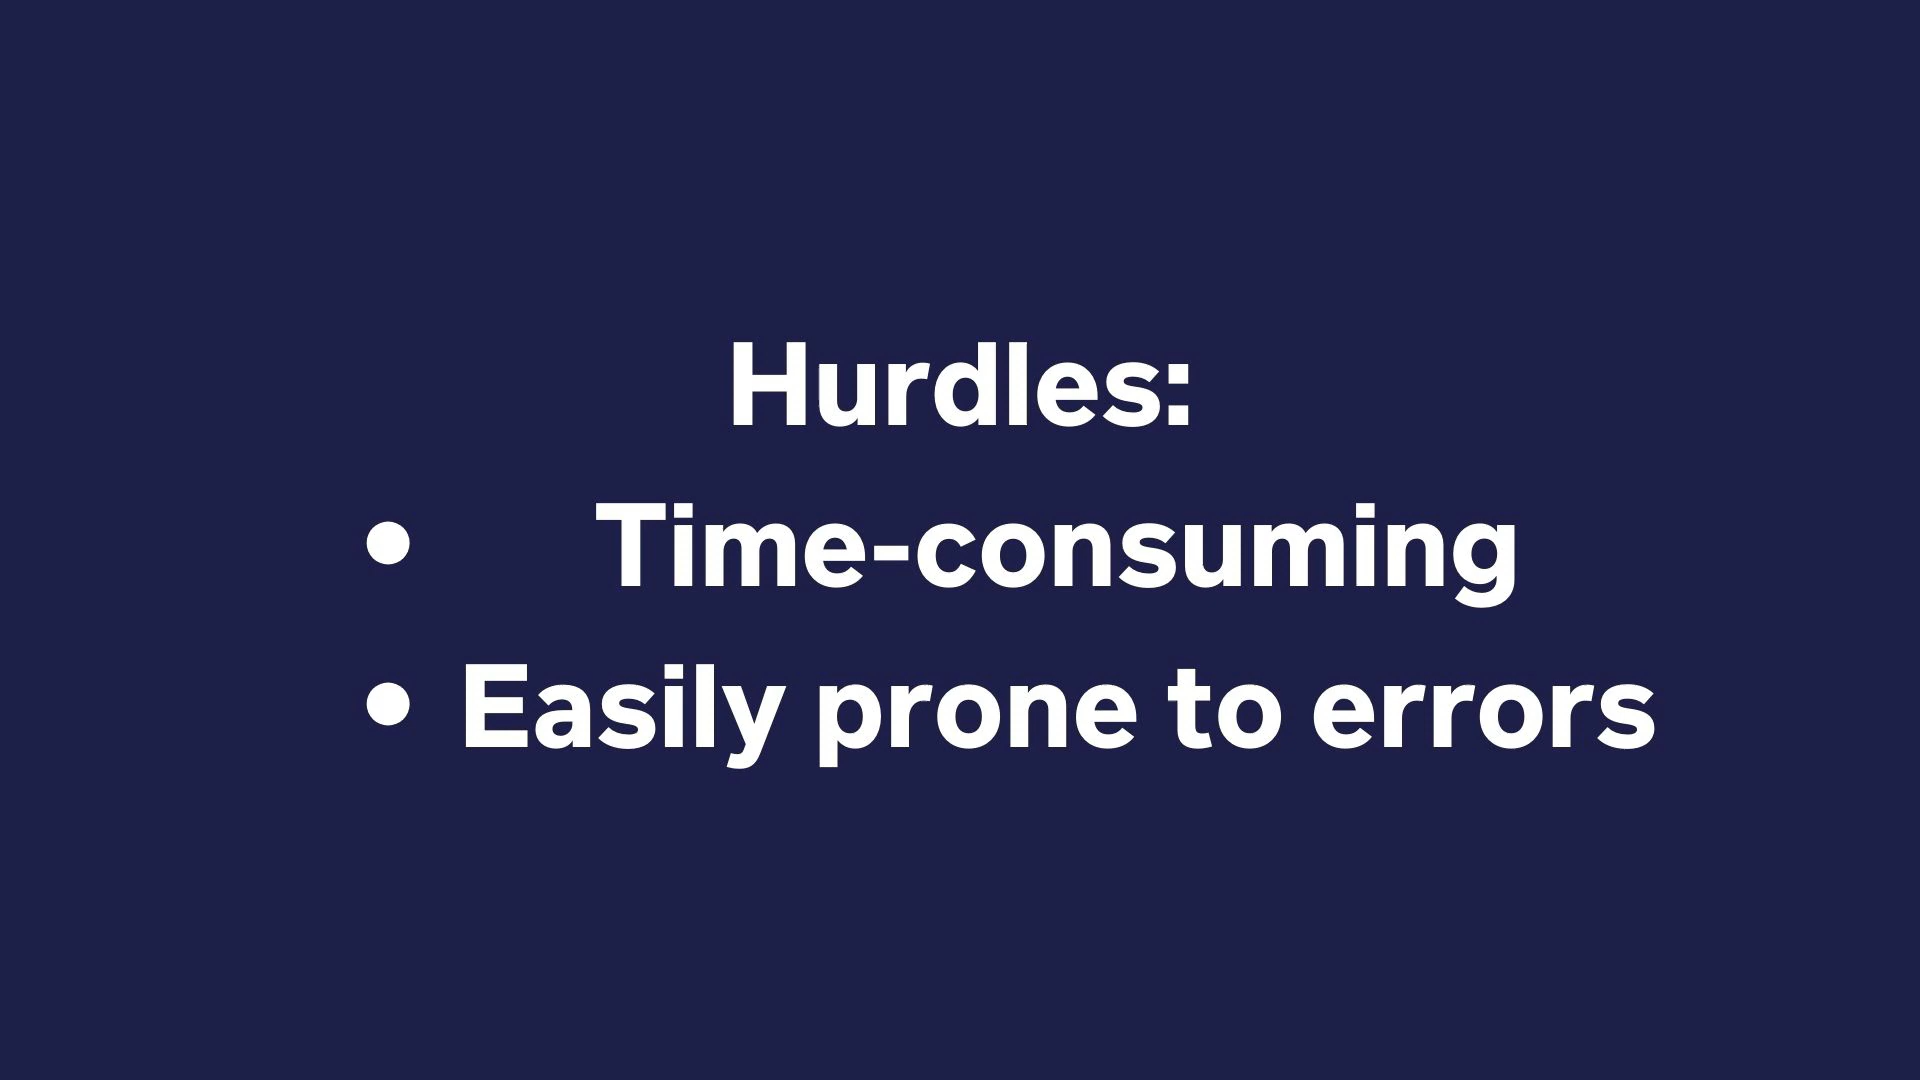 Hurdles:
• Time-consuming
• Easily prone to errors